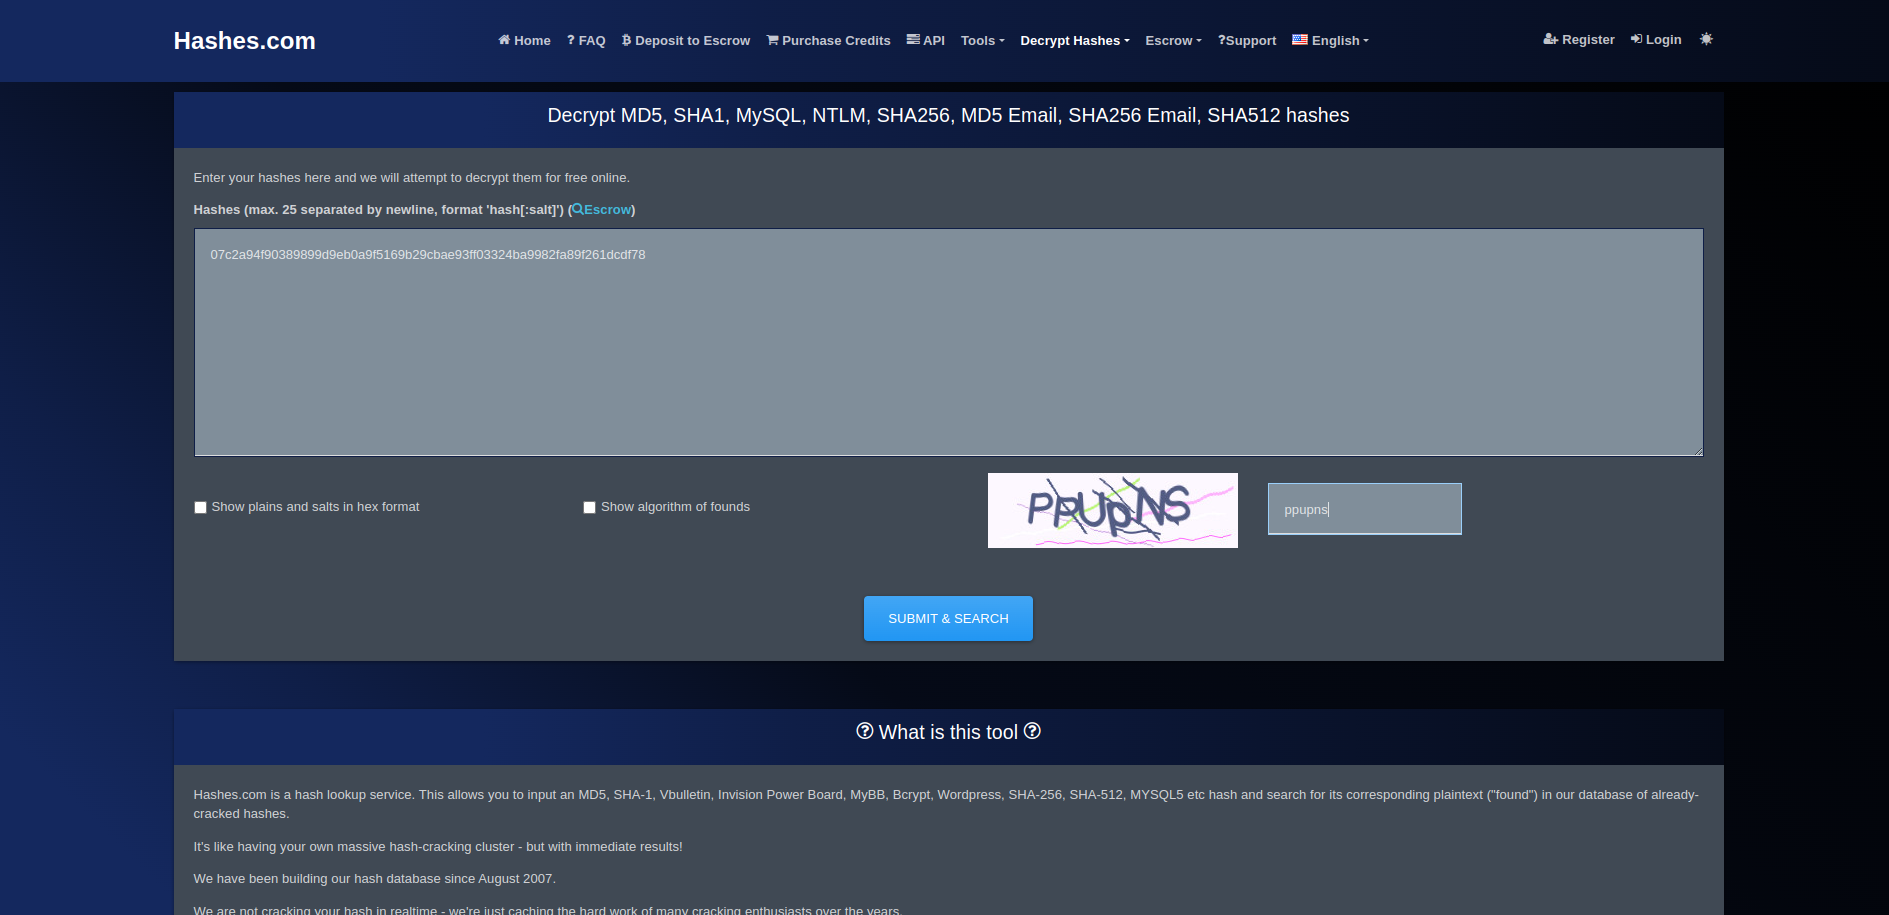 Hashes.com
Home ? FAQ Deposit to Escrow Purchase Credits API Tools Decrypt Hashes Escrow ?Support English Register Login
Decrypt MD5, SHA1, MySQL, NTLM, SHA256, MD5 Email, SHA256 Email, SHA512 hashes
Enter your hashes here and we will attempt to decrypt them for free online.
Hashes (max. 25 separated by newline, format 'hash[:salt]') (Escrow)
07c2a94f90389899d9eb0a9f5169b29cbae93ff03324ba9982fa89f261dcdf78
Show plains and salts in hex format
Show algorithm of founds
PPUpNS
ppupns
SUBMIT & SEARCH
? What is this tool ?
Hashes.com is a hash lookup service. This allows you to input an MD5, SHA-1, Vbulletin, Invision Power Board, MyBB, Bcrypt, Wordpress, SHA-256, SHA-512, MYSQL5 etc hash and search for its corresponding plaintext ("found") in our database of already-
cracked hashes.
It's like having your own massive hash-cracking cluster - but with immediate results!
We have been building our hash database since August 2007.
We are not cracking your hash in realtime - we're just caching the hard work of many cracking enthusiasts over the years.